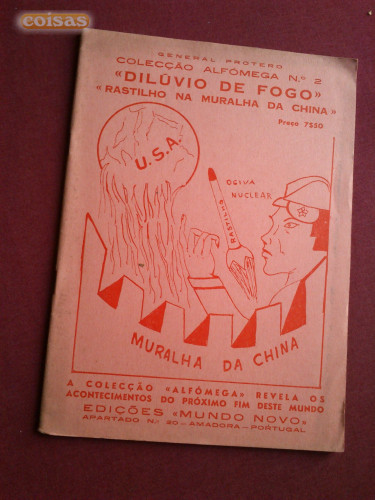 coisas
GENERAL PROTERO
COLECÇÃO ALFÔMEGA N.º 2
«DILÚVIO DE FOGO»
«RASTILHO NA MURALHA DA CHINA»
Preço 7$50
U.S.A.
OGIVA
NUCLEAR
RASTILHO
MURALHA DA CHINA
A COLECÇÃO «ALFÔMEGA» REVELA OS
ACONTECIMENTOS DO PRÓXIMO FIM DESTE MUNDO
EDIÇÕES «MUNDO NOVO»
APARTADO N.º 20 – AMADORA – PORTUGAL